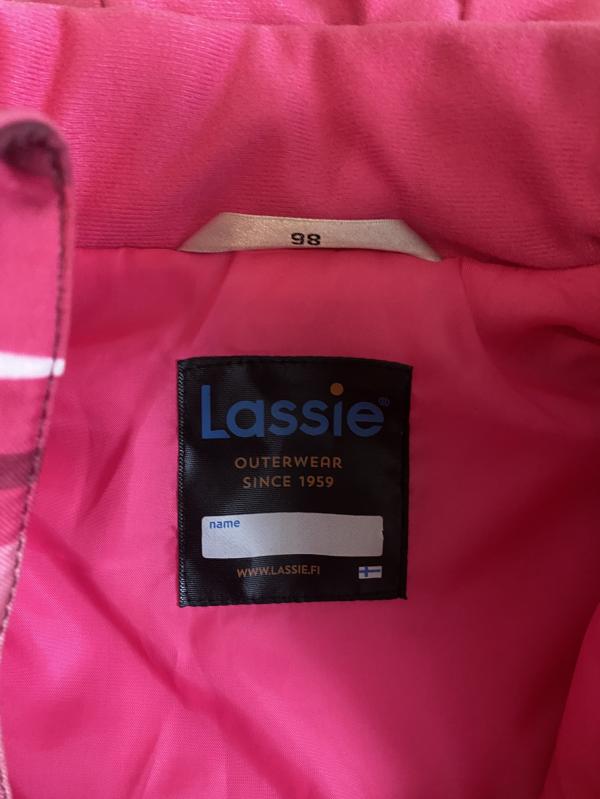 98
Lassie®
OUTERWEAR
SINCE 1959
name
WWW.LASSIE.FI